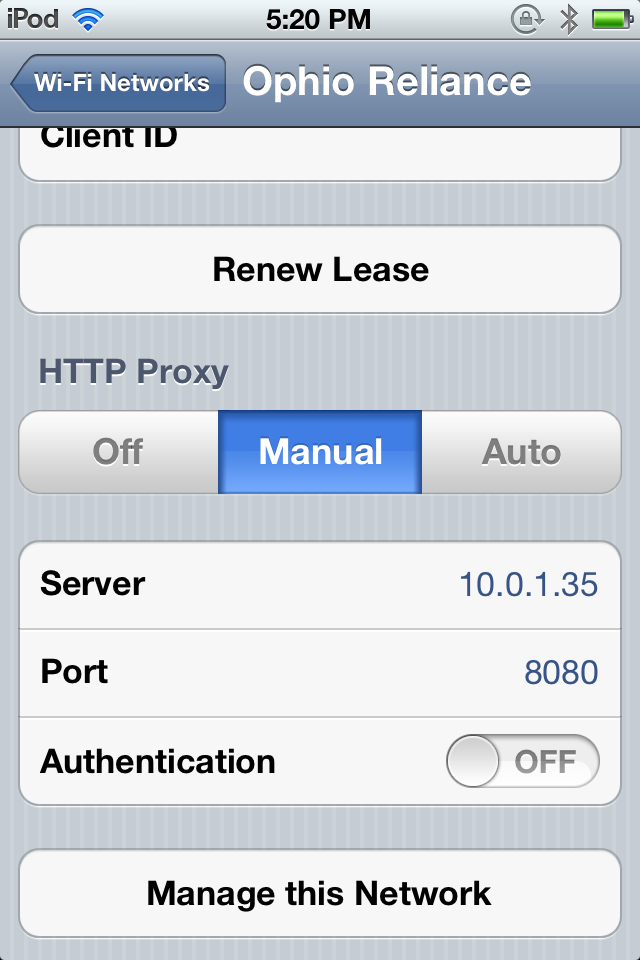 iPod 5:20 PM
Wi-Fi Networks Ophio Reliance
Client ID
Renew Lease
HTTP Proxy
Off Manual Auto
Server 10.0.1.35
Port 8080
Authentication OFF
Manage this Network